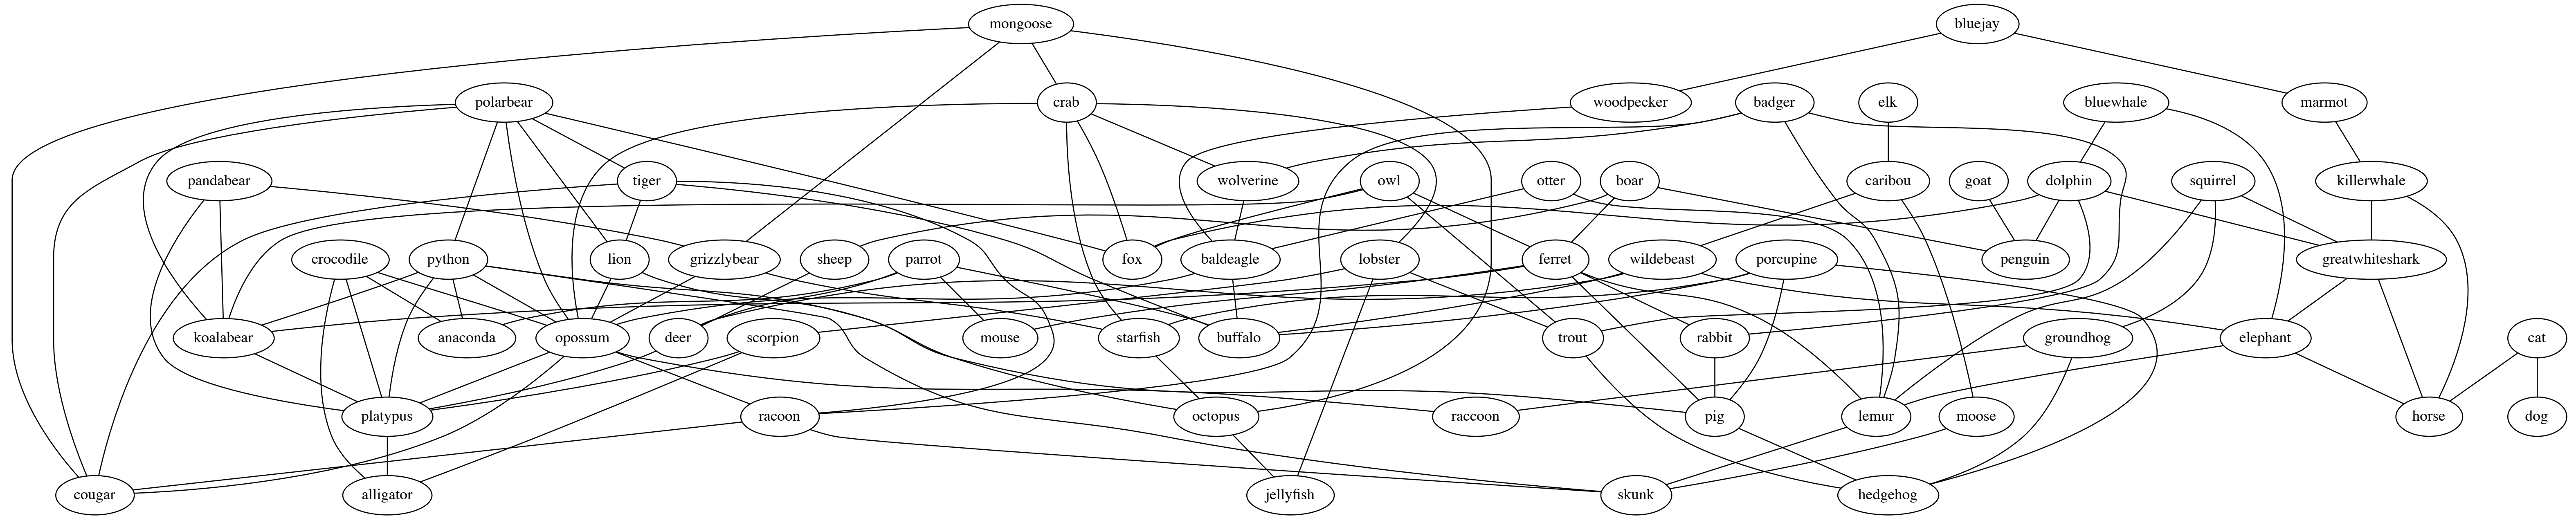 mongoose
bluejay
polarbear
crab
woodpecker
badger
elk
bluewhale
marmot
pandabear
tiger
wolverine
owl
otter
boar
caribou
goat
dolphin
squirrel
killerwhale
crocodile
python
lion
grizzlybear
sheep
parrot
fox
baldeagle
lobster
ferret
wildebeast
porcupine
penguin
greatwhiteshark
koalabear
anaconda
opossum
deer
scorpion
mouse
starfish
buffalo
trout
rabbit
groundhog
elephant
cat
platypus
racoon
octopus
raccoon
pig
lemur
moose
horse
dog
cougar
alligator
jellyfish
skunk
hedgehog